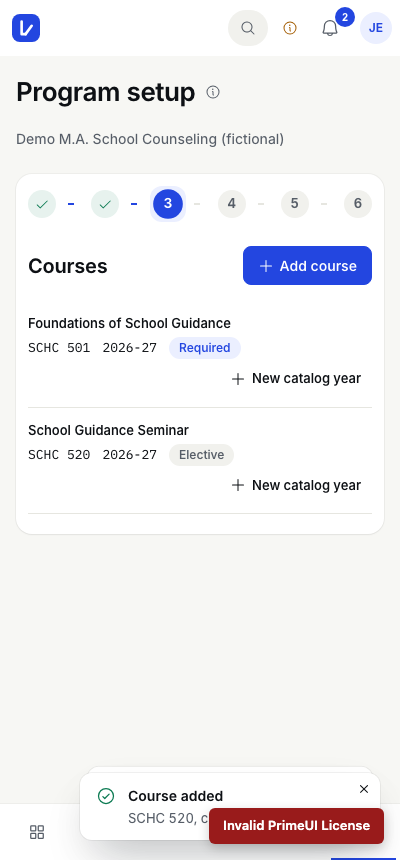 2
JE
Program setup
Demo M.A. School Counseling (fictional)
3 4 5 6
Courses
Add course
Foundations of School Guidance
SCHC 501 2026-27 Required
New catalog year
School Guidance Seminar
SCHC 520 2026-27 Elective
New catalog year
Course added
SCHC 520, c
Invalid PrimeUI License